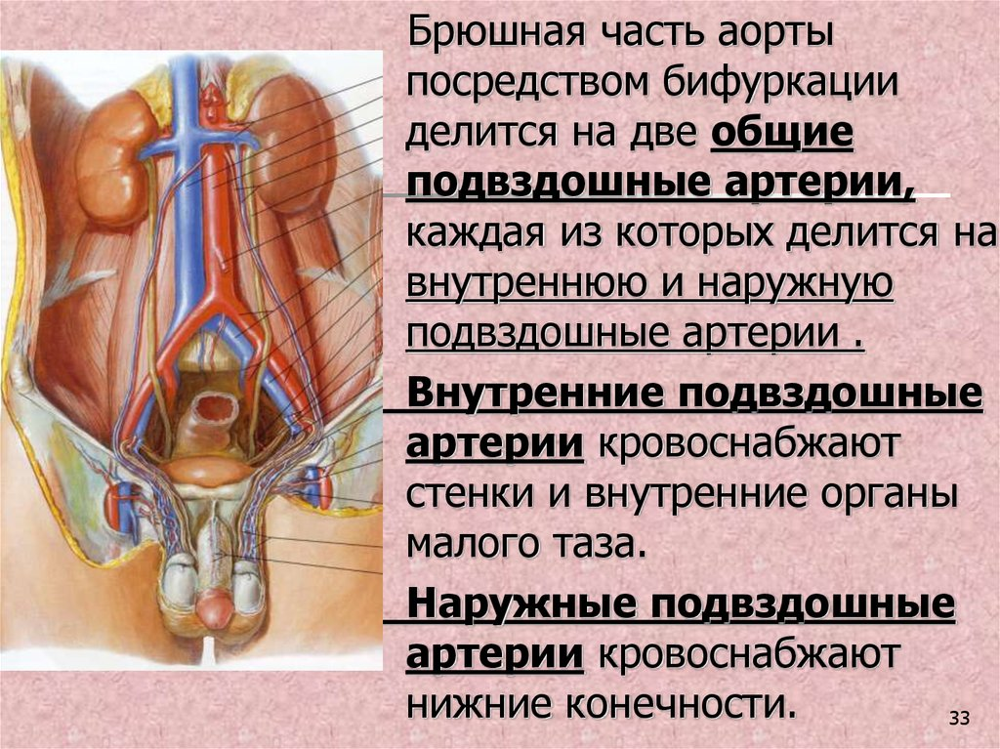 Брюшная часть аорты
посредством бифуркации
делится на две общие
подвздошные артерии,
каждая из которых делится на
внутреннюю и наружную
подвздошные артерии .
Внутренние подвздошные
артерии кровоснабжают
стенки и внутренние органы
малого таза.
Наружные подвздошные
артерии кровоснабжают
нижние конечности.
33